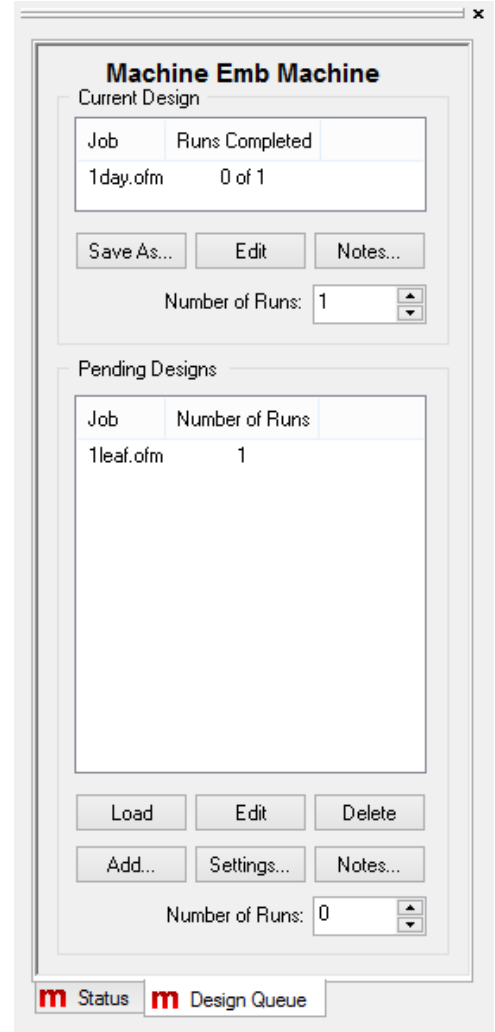 x
Machine Emb Machine
Current Design
Job Runs Completed
1day.ofm 0 of 1
Save As... Edit Notes...
Number of Runs: 1
Pending Designs
Job Number of Runs
1leaf.ofm 1
Load Edit Delete
Add... Settings... Notes...
Number of Runs: 0
m Status m Design Queue